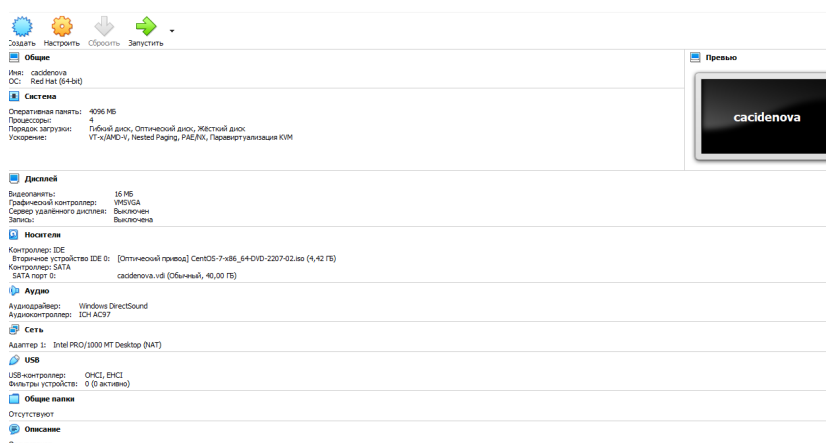 Создать Настроить Сбросить Запустить
Общие
Превью
Имя: cacidenova
ОС: Red Hat (64-bit)
cacidenova
Система
Оперативная память: 4096 МБ
Процессоры: 4
Порядок загрузки: Гибкий диск, Оптический диск, Жёсткий диск
Ускорение: VT-x/AMD-V, Nested Paging, PAE/NX, Паравиртуализация KVM
Дисплей
Видеопамять: 16 МБ
Графический контроллер: VMSVGA
Сервер удалённого дисплея: Выключен
Запись: Выключена
Носители
Контроллер: IDE
Вторичное устройство IDE 0: [Оптический привод] CentOS-7-x86_64-DVD-2207-02.iso (4,42 ГБ)
Контроллер: SATA
SATA порт 0: cacidenova.vdi (Обычный, 40,00 ГБ)
Аудио
Аудиодрайвер: Windows DirectSound
Аудиоконтроллер: ICH AC97
Сеть
Адаптер 1: Intel PRO/1000 MT Desktop (NAT)
USB
USB-контроллер: OHCI, EHCI
Фильтры устройств: 0 (0 активно)
Общие папки
Отсутствуют
Описание